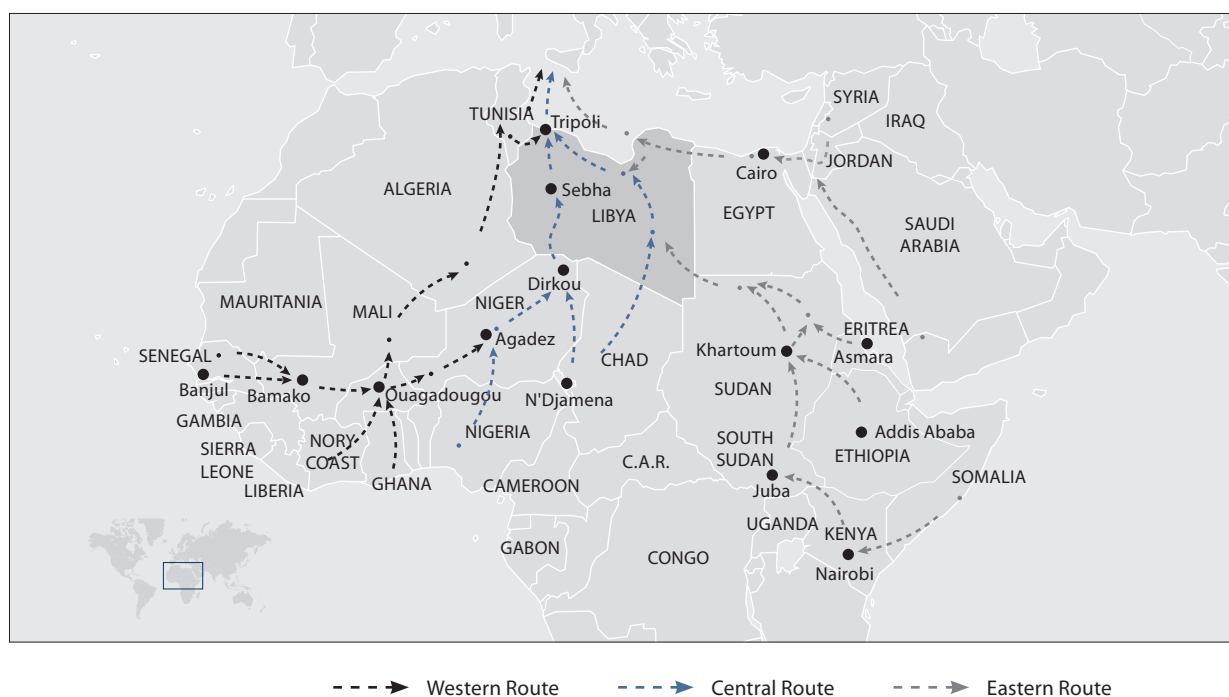 SYRIA
TUNISIA
Tripoli
IRAQ
Cairo
JORDAN
ALGERIA
Sebha
LIBYA
EGYPT
SAUDI
ARABIA
Dirkou
MAURITANIA
MALI
NIGER
Agadez
ERITREA
SENEGAL
Khartoum
Asmara
CHAD
Banjul
Bamako
Ouagadougou
N'Djamena
SUDAN
GAMBIA
NIGERIA
Addis Ababa
SIERRA
LEONE
NORY
COAST
SOUTH
SUDAN
ETHIOPIA
C.A.R.
SOMALIA
LIBERIA
GHANA
CAMEROON
Juba
UGANDA
KENYA
GABON
CONGO
Nairobi
Western Route
Central Route
Eastern Route